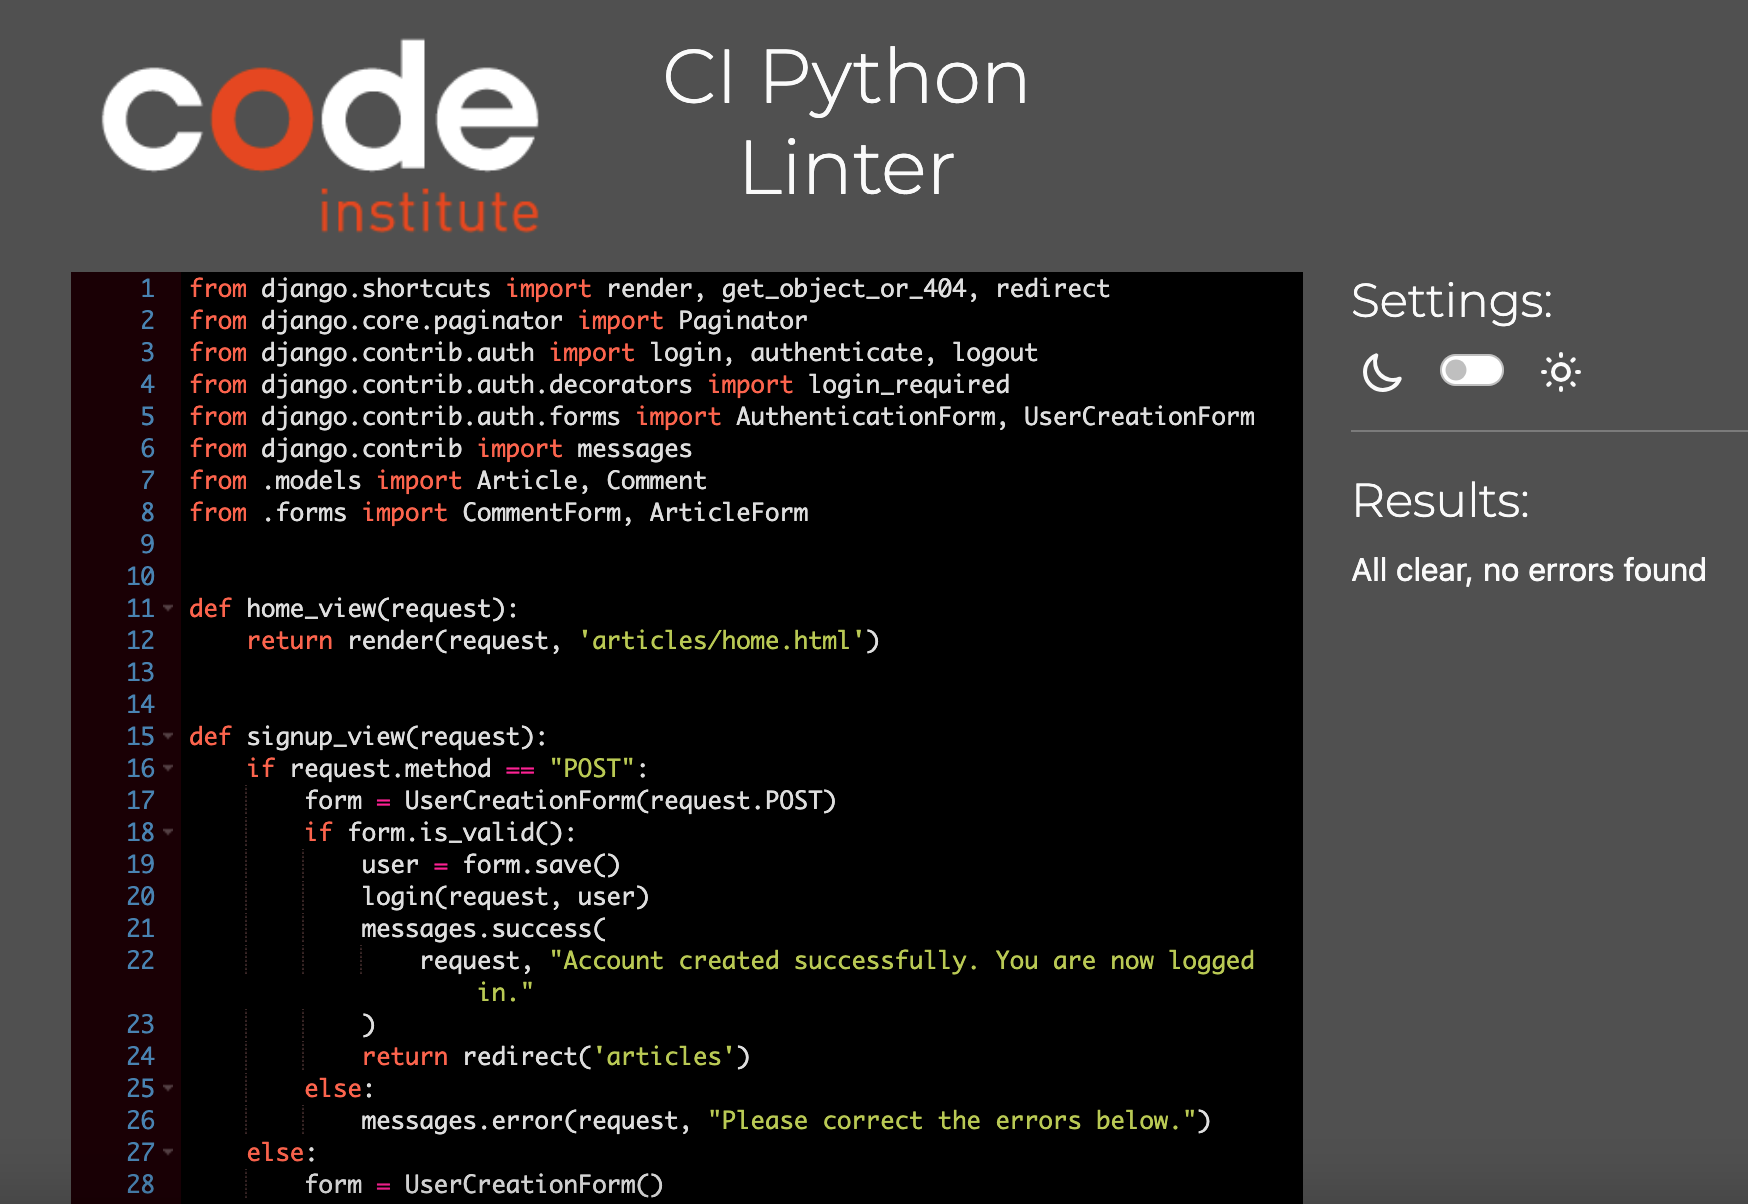 code
institute
CI Python
Linter
1 from django.shortcuts import render, get_object_or_404, redirect
2 from django.core.paginator import Paginator
3 from django.contrib.auth import login, authenticate, logout
4 from django.contrib.auth.decorators import login_required
5 from django.contrib.auth.forms import AuthenticationForm, UserCreationForm
6 from django.contrib import messages
7 from .models import Article, Comment
8 from .forms import CommentForm, ArticleForm
9
10
11 def home_view(request):
12     return render(request, 'articles/home.html')
13
14
15 def signup_view(request):
16     if request.method == "POST":
17         form = UserCreationForm(request.POST)
18         if form.is_valid():
19             user = form.save()
20             login(request, user)
21             messages.success(
22                 request, "Account created successfully. You are now logged
in."
23             )
24             return redirect('articles')
25         else:
26             messages.error(request, "Please correct the errors below.")
27     else:
28         form = UserCreationForm()
Settings:
Results:
All clear, no errors found